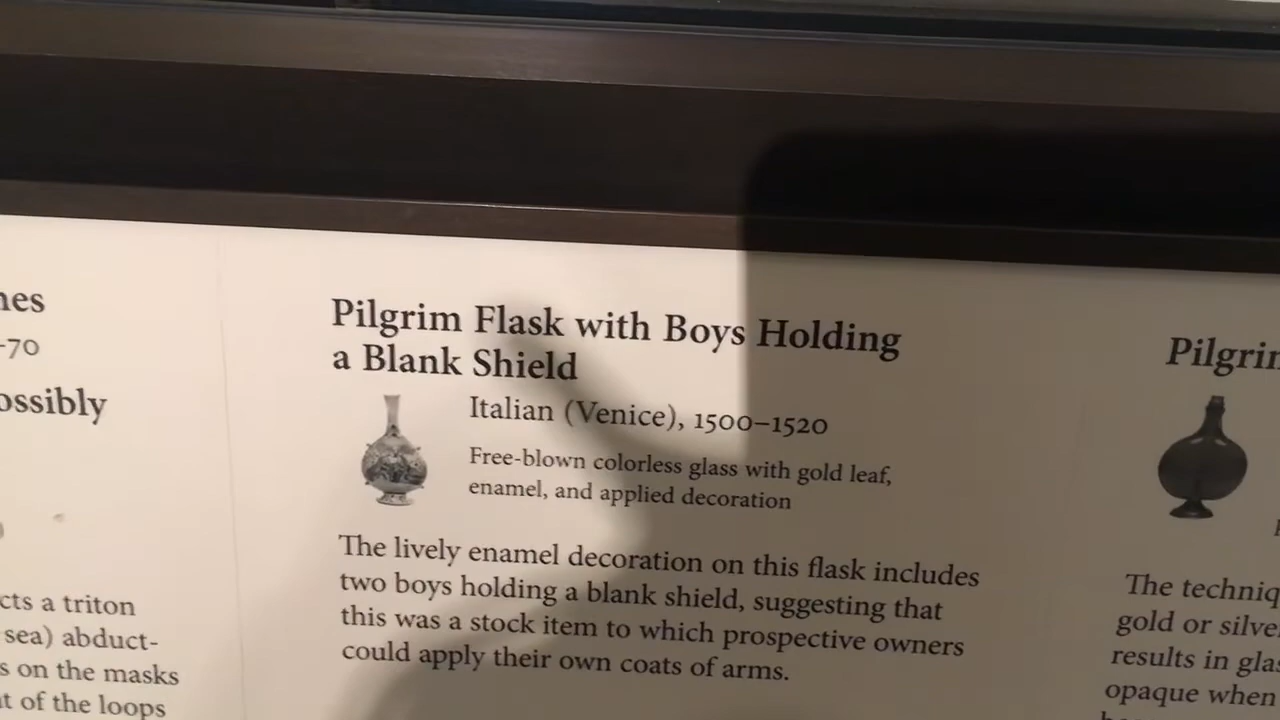 nes
-70
ossibly
cts a triton
sea) abduct-
s on the masks
t of the loops
Pilgrim Flask with Boys Holding
a Blank Shield
Italian (Venice), 1500–1520
Free-blown colorless glass with gold leaf,
enamel, and applied decoration
The lively enamel decoration on this flask includes
two boys holding a blank shield, suggesting that
this was a stock item to which prospective owners
could apply their own coats of arms.
Pilgrim
The techniq
gold or silve
results in glas
opaque when